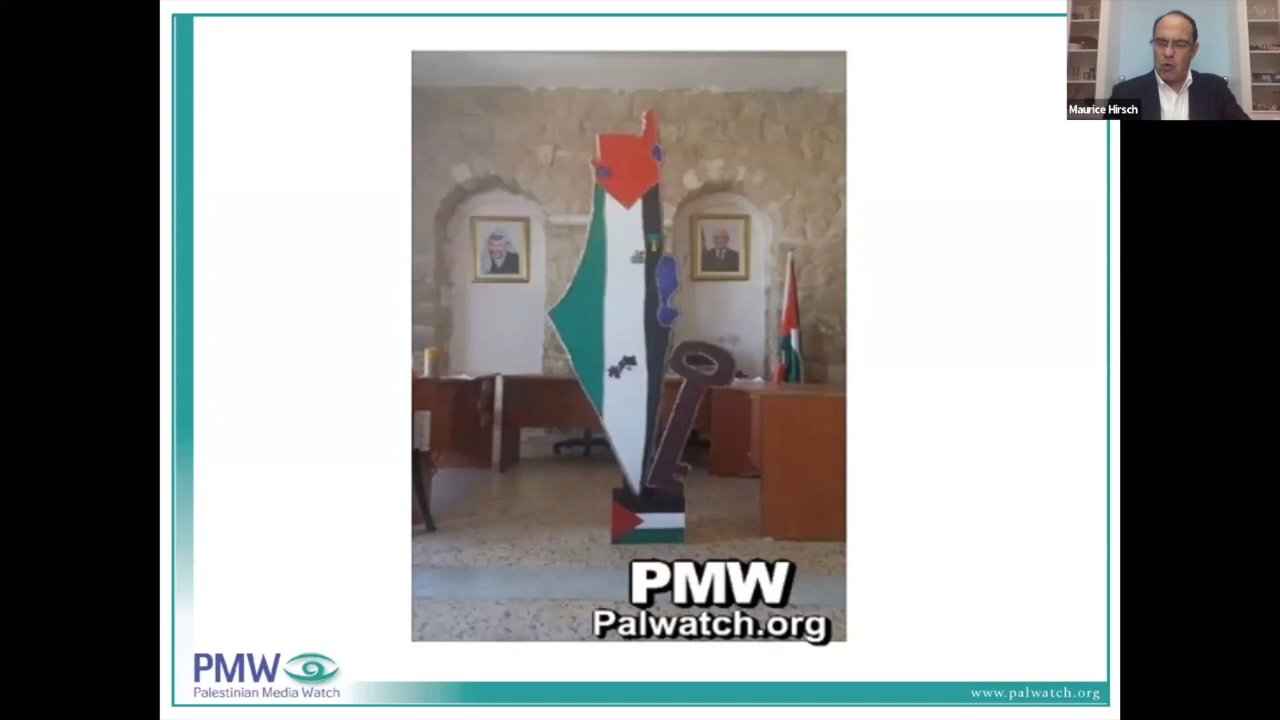 Maurice Hirsch
PMW
Palwatch.org
PMW
Palestinian Media Watch
www.palwatch.org